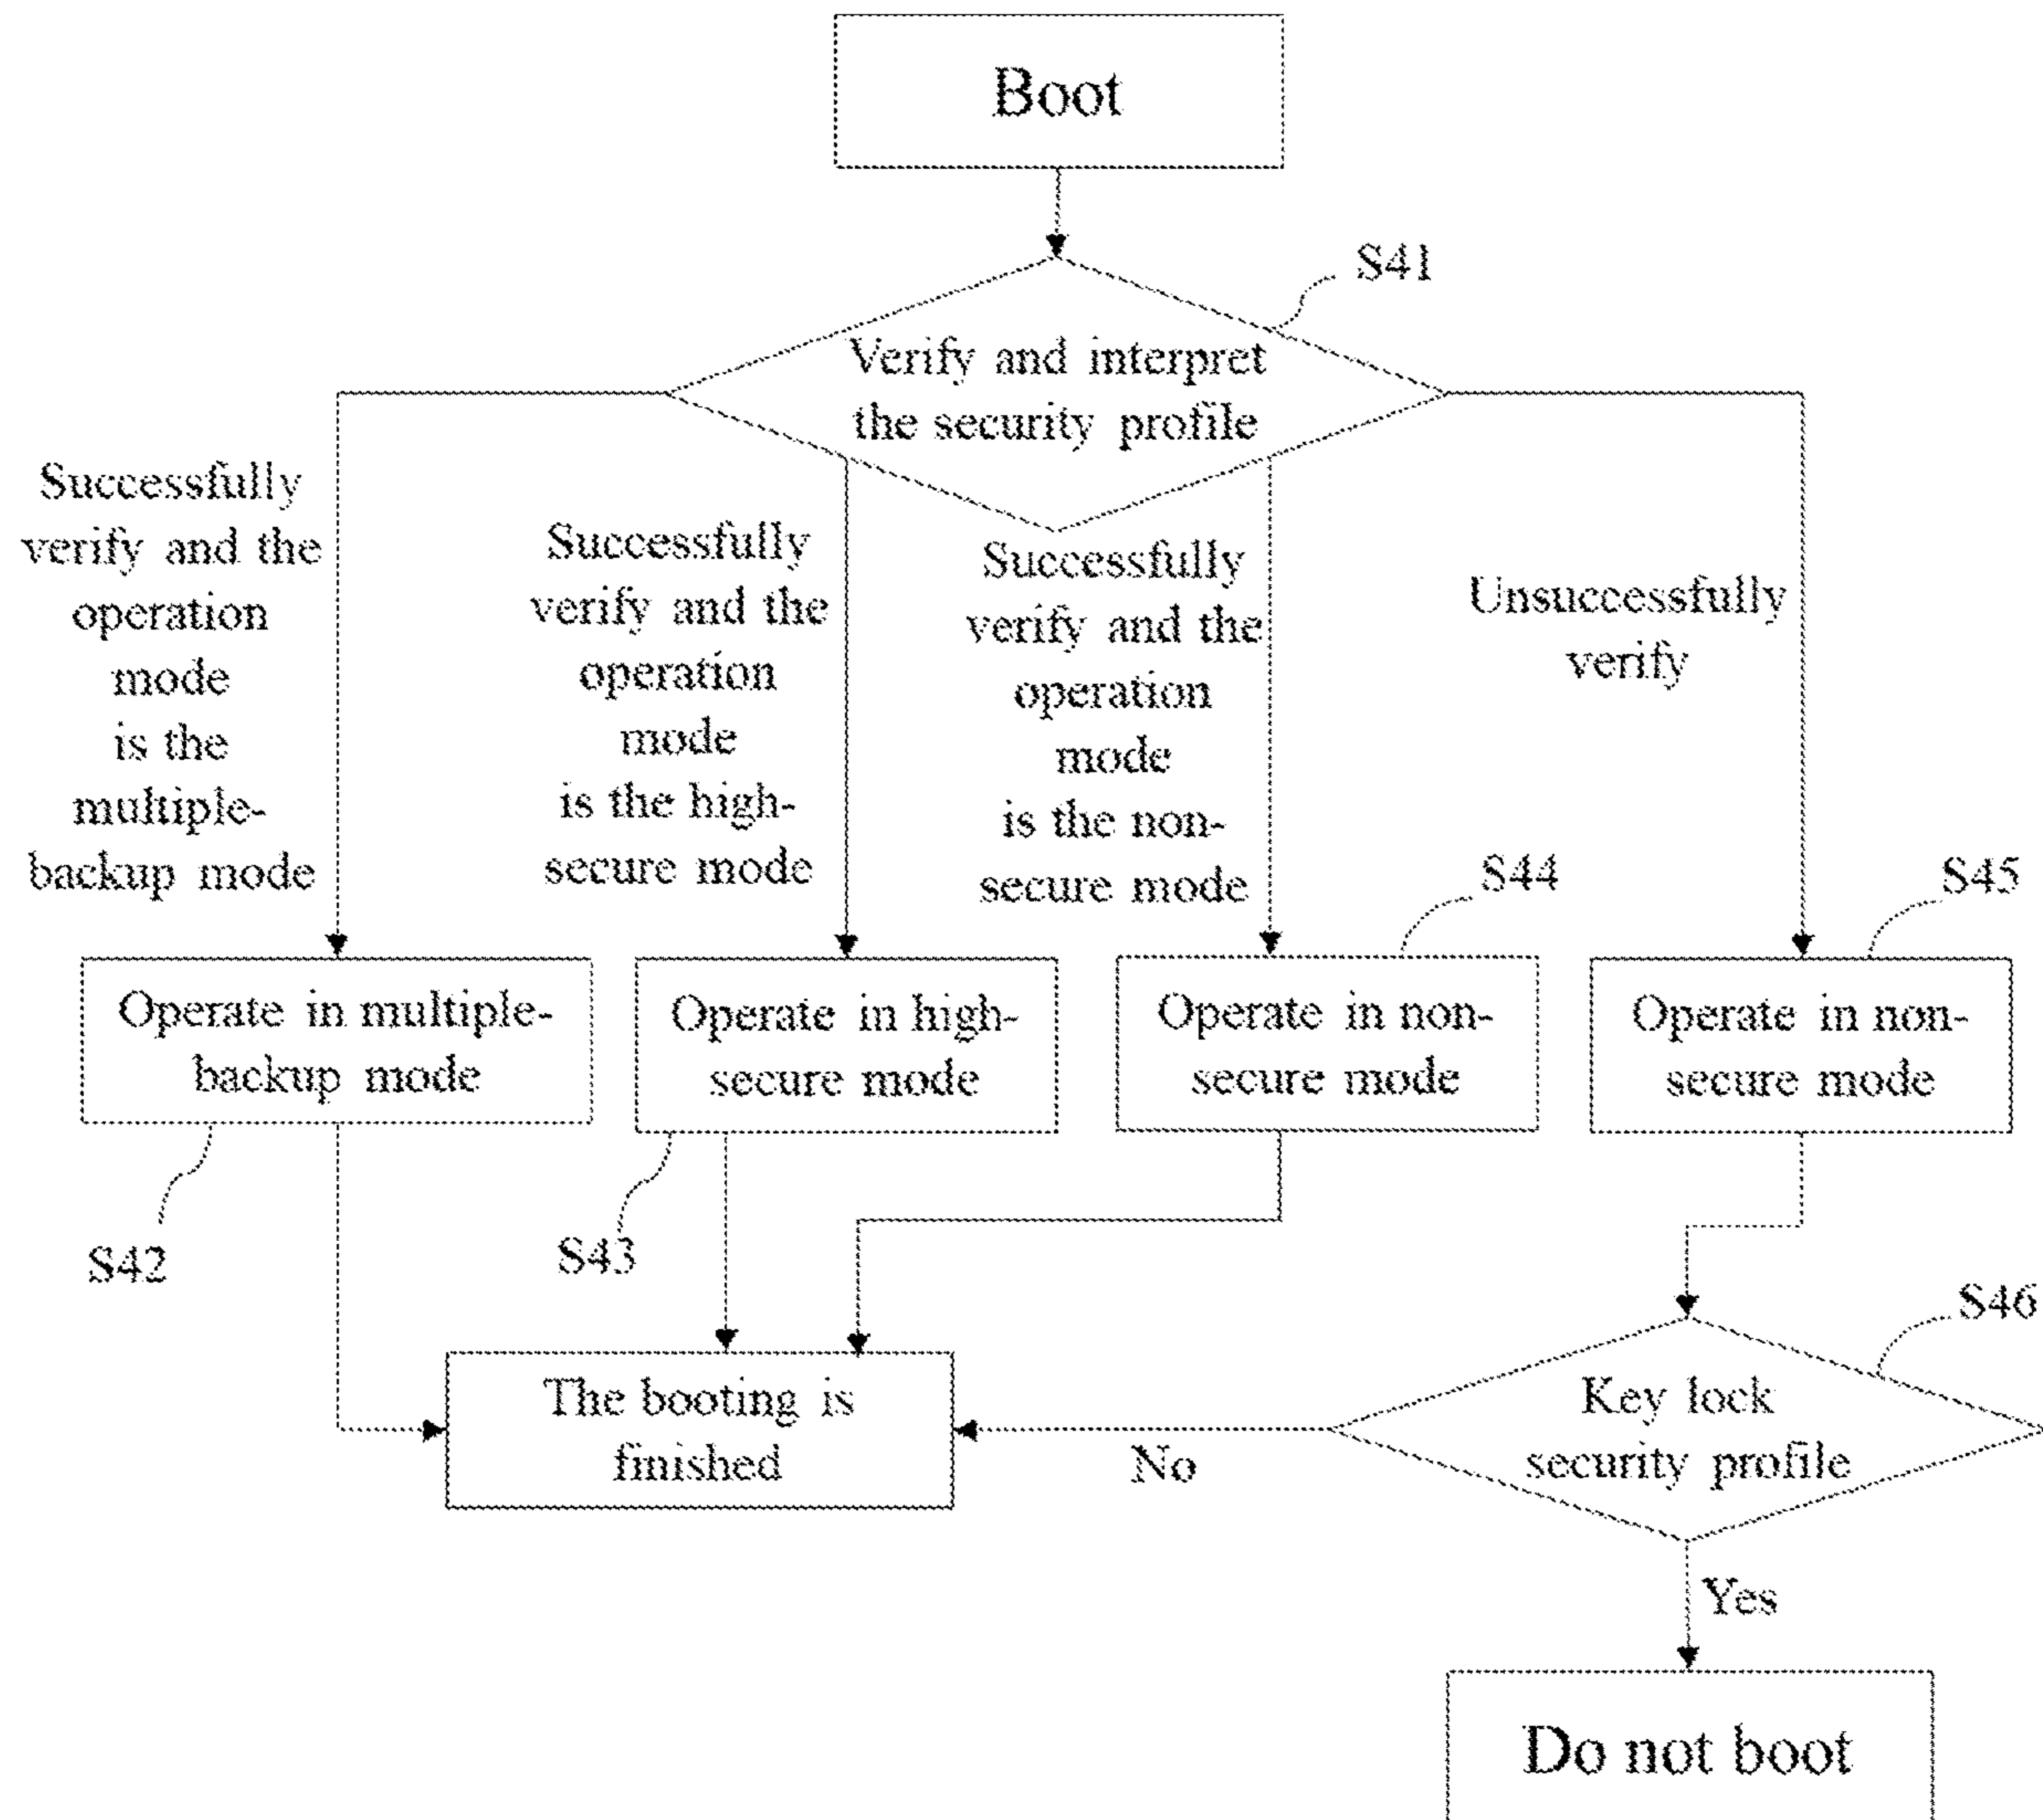 Boot
S41
Verify and interpret
the security profile
Successfully
verify and the
operation
mode
is the
multiple-
backup mode
Successfully
verify and the
operation
mode
is the high-
secure mode
Successfully
verify and the
operation
mode
is the non-
secure mode
Unsuccessfully
verify
S44
S45
Operate in multiple-
backup mode
Operate in high-
secure mode
Operate in non-
secure mode
Operate in non-
secure mode
S42
S43
S46
The booting is
finished
No
Key lock
security profile
Yes
Do not boot